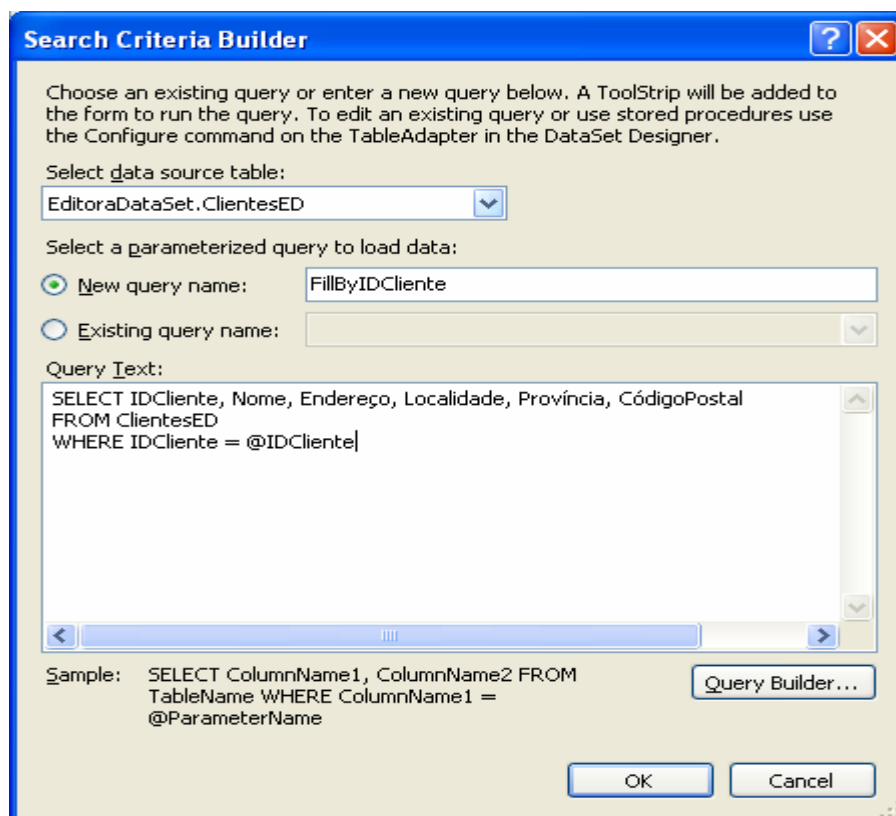 Search Criteria Builder
Choose an existing query or enter a new query below. A ToolStrip will be added to
the form to run the query. To edit an existing query or use stored procedures use
the Configure command on the TableAdapter in the DataSet Designer.
Select data source table:
EditoraDataSet.ClientesED
Select a parameterized query to load data:
New query name: FillByIDCliente
Existing query name:
Query Text:
SELECT IDCliente, Nome, Endereço, Localidade, Província, CódigoPostal
FROM ClientesED
WHERE IDCliente = @IDCliente
Sample: SELECT ColumnName1, ColumnName2 FROM
TableName WHERE ColumnName1 =
@ParameterName
Query Builder...
OK Cancel